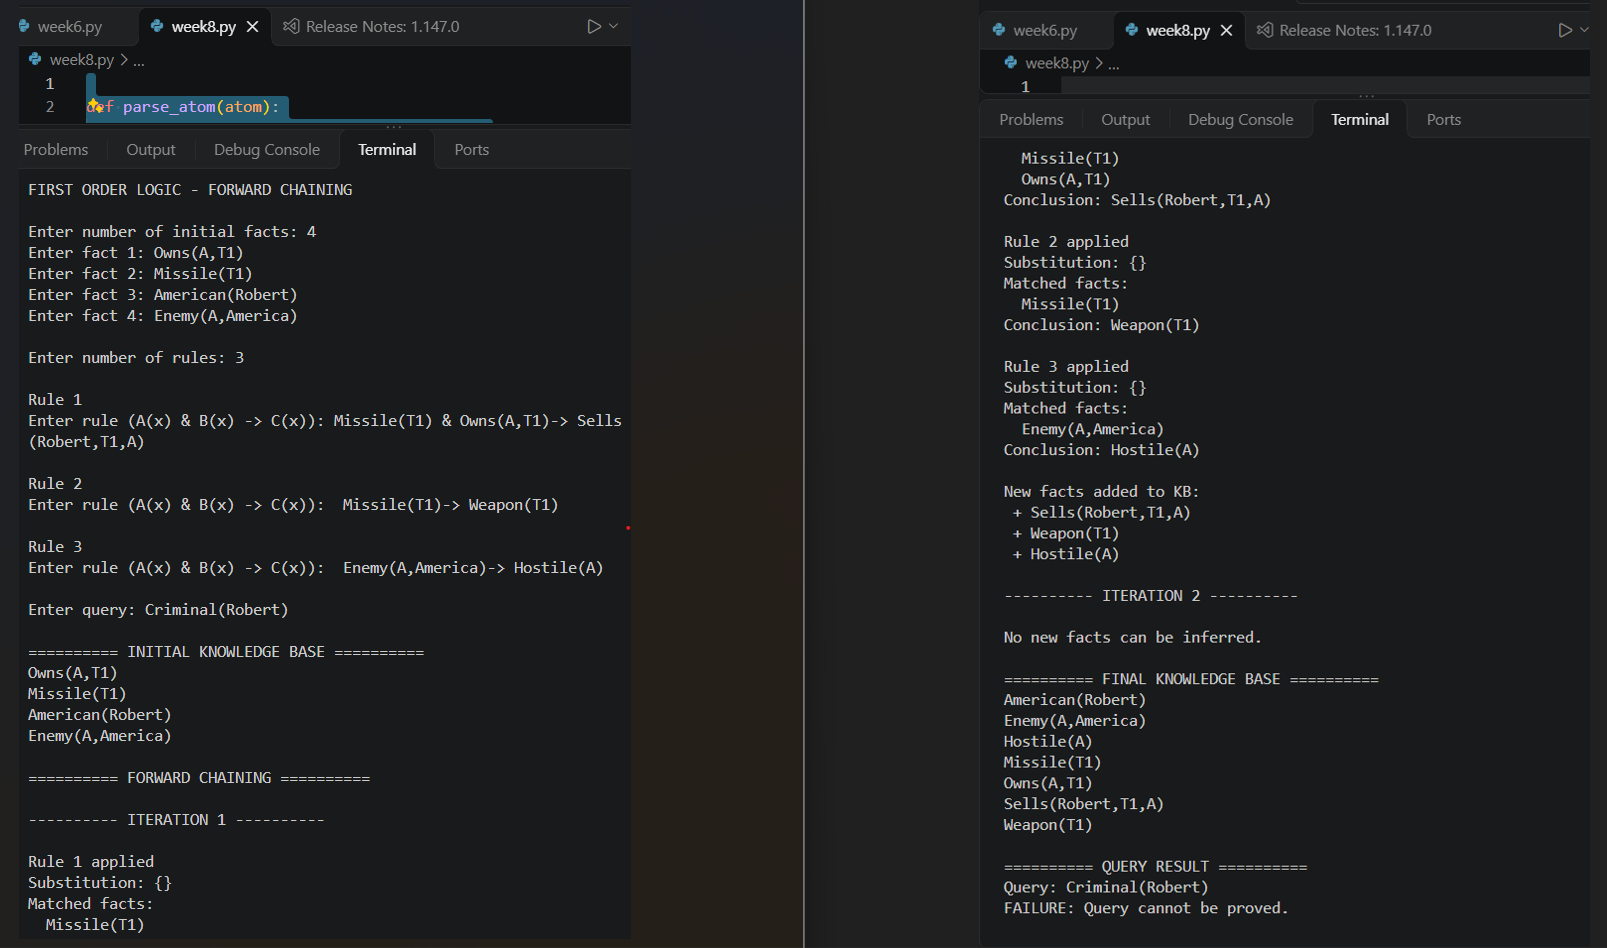 week6.py
week8.py
Release Notes: 1.147.0
week8.py > ...
1
2 def parse_atom(atom):
Problems
Output
Debug Console
Terminal
Ports
FIRST ORDER LOGIC - FORWARD CHAINING
Enter number of initial facts: 4
Enter fact 1: Owns(A,T1)
Enter fact 2: Missile(T1)
Enter fact 3: American(Robert)
Enter fact 4: Enemy(A,America)
Enter number of rules: 3
Rule 1
Enter rule (A(x) & B(x) -> C(x)): Missile(T1) & Owns(A,T1)-> Sells
(Robert,T1,A)
Rule 2
Enter rule (A(x) & B(x) -> C(x)):  Missile(T1)-> Weapon(T1)
Rule 3
Enter rule (A(x) & B(x) -> C(x)):  Enemy(A,America)-> Hostile(A)
Enter query: Criminal(Robert)
========== INITIAL KNOWLEDGE BASE ==========
Owns(A,T1)
Missile(T1)
American(Robert)
Enemy(A,America)
========== FORWARD CHAINING ==========
---------- ITERATION 1 ----------
Rule 1 applied
Substitution: {}
Matched facts:
Missile(T1)
week6.py
week8.py
Release Notes: 1.147.0
week8.py > ...
1
Problems
Output
Debug Console
Terminal
Ports
Missile(T1)
Owns(A,T1)
Conclusion: Sells(Robert,T1,A)
Rule 2 applied
Substitution: {}
Matched facts:
Missile(T1)
Conclusion: Weapon(T1)
Rule 3 applied
Substitution: {}
Matched facts:
Enemy(A,America)
Conclusion: Hostile(A)
New facts added to KB:
+ Sells(Robert,T1,A)
+ Weapon(T1)
+ Hostile(A)
---------- ITERATION 2 ----------
No new facts can be inferred.
========== FINAL KNOWLEDGE BASE ==========
American(Robert)
Enemy(A,America)
Hostile(A)
Missile(T1)
Owns(A,T1)
Sells(Robert,T1,A)
Weapon(T1)
========== QUERY RESULT ==========
Query: Criminal(Robert)
FAILURE: Query cannot be proved.